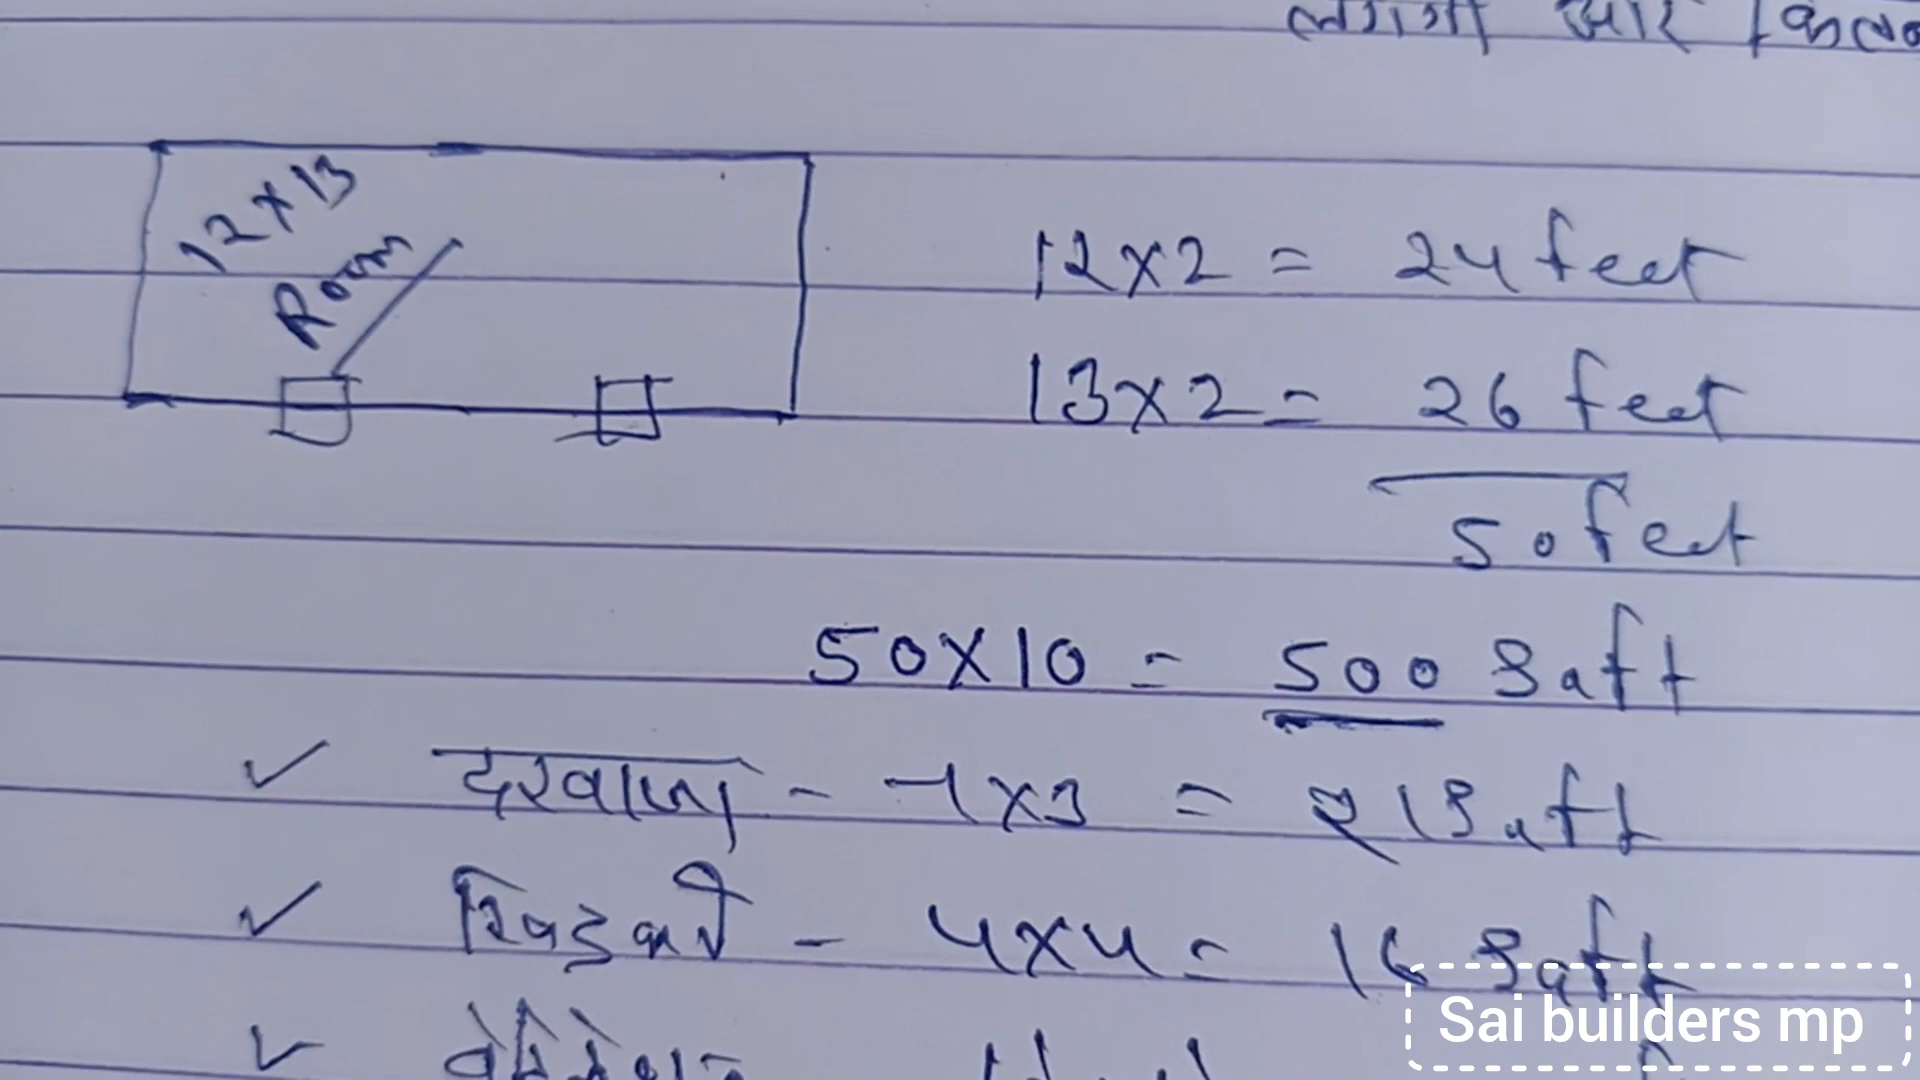 12x13
Room
12x2 = 24 feet
13x2 = 26 feet
50 feet
50x10 = 500 Sqft
दरवाजा - 7x3 = 21 Sqft
खिड़की - 4x4 = 16 Sqft
Sai builders mp